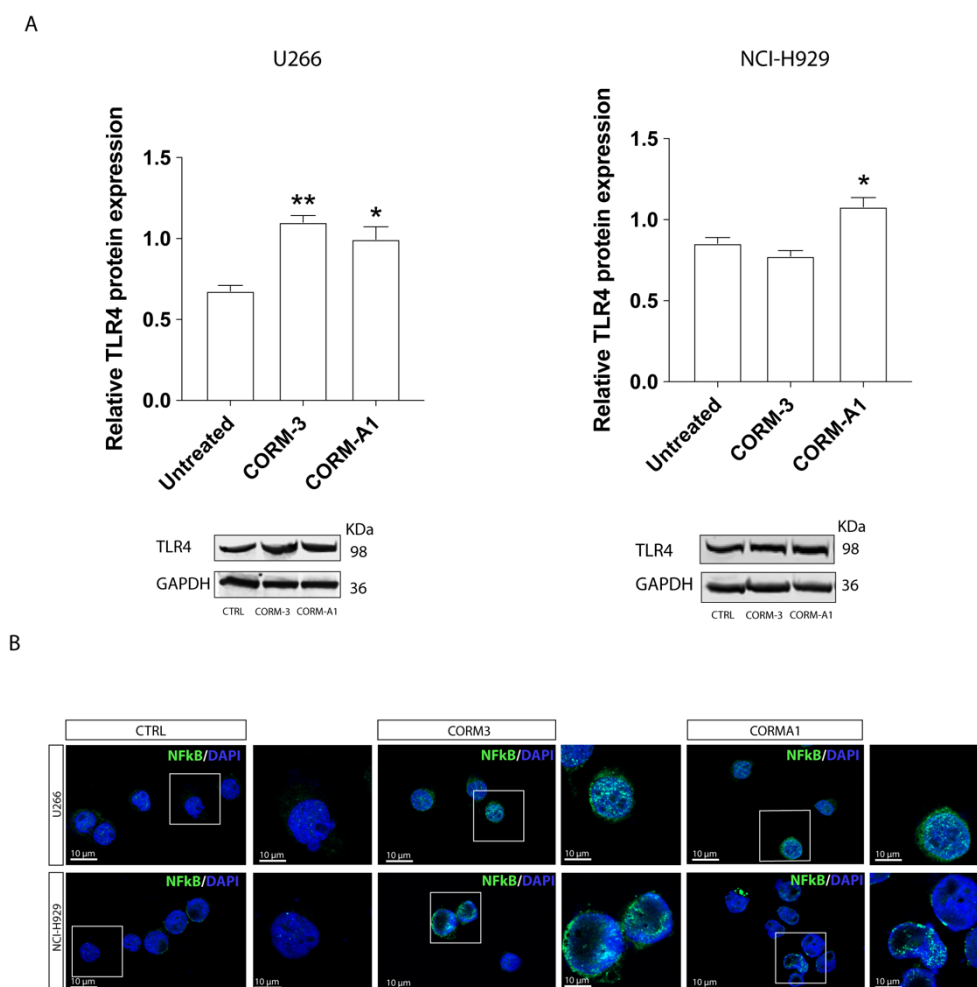 A
U266
NCI-H929
Relative TLR4 protein expression
1.5
1.0
0.5
0.0
**
*
Untreated
CORM-3
CORM-A1
Relative TLR4 protein expression
1.5
1.0
0.5
0.0
*
Untreated
CORM-3
CORM-A1
KDa
TLR4
98
GAPDH
36
CTRL CORM-3 CORM-A1
KDa
TLR4
98
GAPDH
36
CTRL CORM-3 CORM-A1
B
CTRL
CORM3
CORMA1
U266
NFkB/DAPI
10 µm
10 µm
NFkB/DAPI
10 µm
10 µm
NFkB/DAPI
10 µm
10 µm
NCI-H929
NFkB/DAPI
10 µm
10 µm
NFkB/DAPI
10 µm
10 µm
NFkB/DAPI
10 µm
10 µm